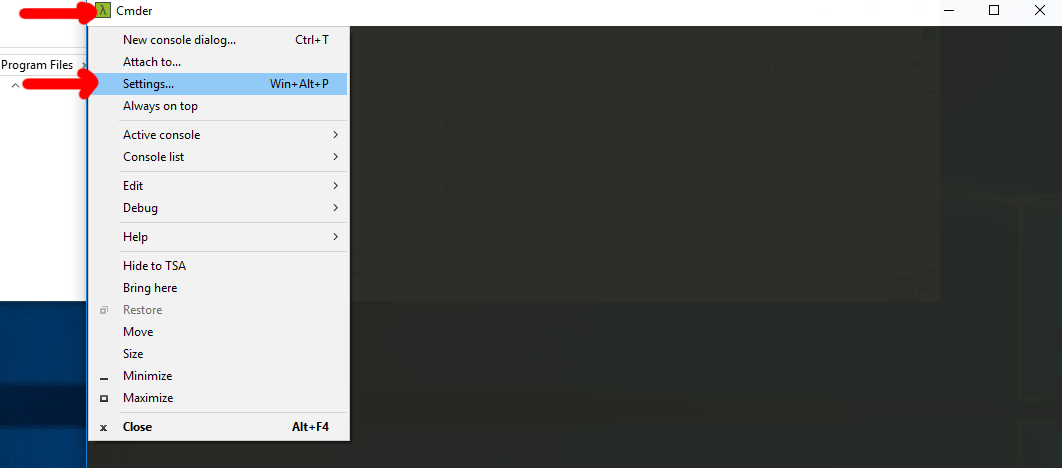 λ Cmder
New console dialog... Ctrl+T
Attach to...
Program Files
Settings... Win+Alt+P
Always on top
Active console
Console list
Edit
Debug
Help
Hide to TSA
Bring here
Restore
Move
Size
Minimize
Maximize
x Close Alt+F4